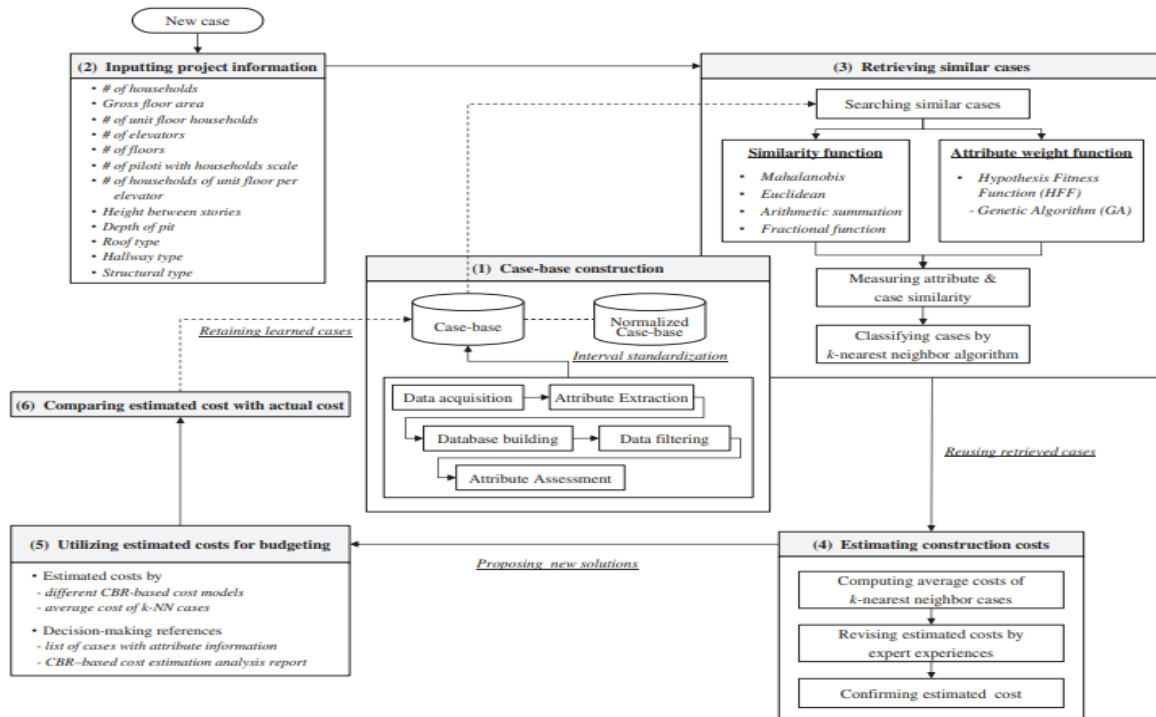 New case
(2) Inputting project information
• # of households
• Gross floor area
• # of unit floor households
• # of elevators
• # of floors
• # of piloti with households scale
• # of households of unit floor per
elevator
• Height between stories
• Depth of pit
• Roof type
• Hallway type
• Structural type
(3) Retrieving similar cases
Searching similar cases
Similarity function
• Mahalanobis
• Euclidean
• Arithmetic summation
• Fractional function
Attribute weight function
• Hypothesis Fitness
Function (HFF)
- Genetic Algorithm (GA)
Measuring attribute &
case similarity
Classifying cases by
k-nearest neighbor algorithm
(1) Case-base construction
Case-base
Normalized
Case-base
Interval standardization
Data acquisition
Attribute Extraction
Database building
Data filtering
Attribute Assessment
Retaining learned cases
(6) Comparing estimated cost with actual cost
Reusing retrieved cases
(5) Utilizing estimated costs for budgeting
• Estimated costs by
- different CBR-based cost models
- average cost of k-NN cases
• Decision-making references
- list of cases with attribute information
- CBR–based cost estimation analysis report
Proposing new solutions
(4) Estimating construction costs
Computing average costs of
k-nearest neighbor cases
Revising estimated costs by
expert experiences
Confirming estimated cost